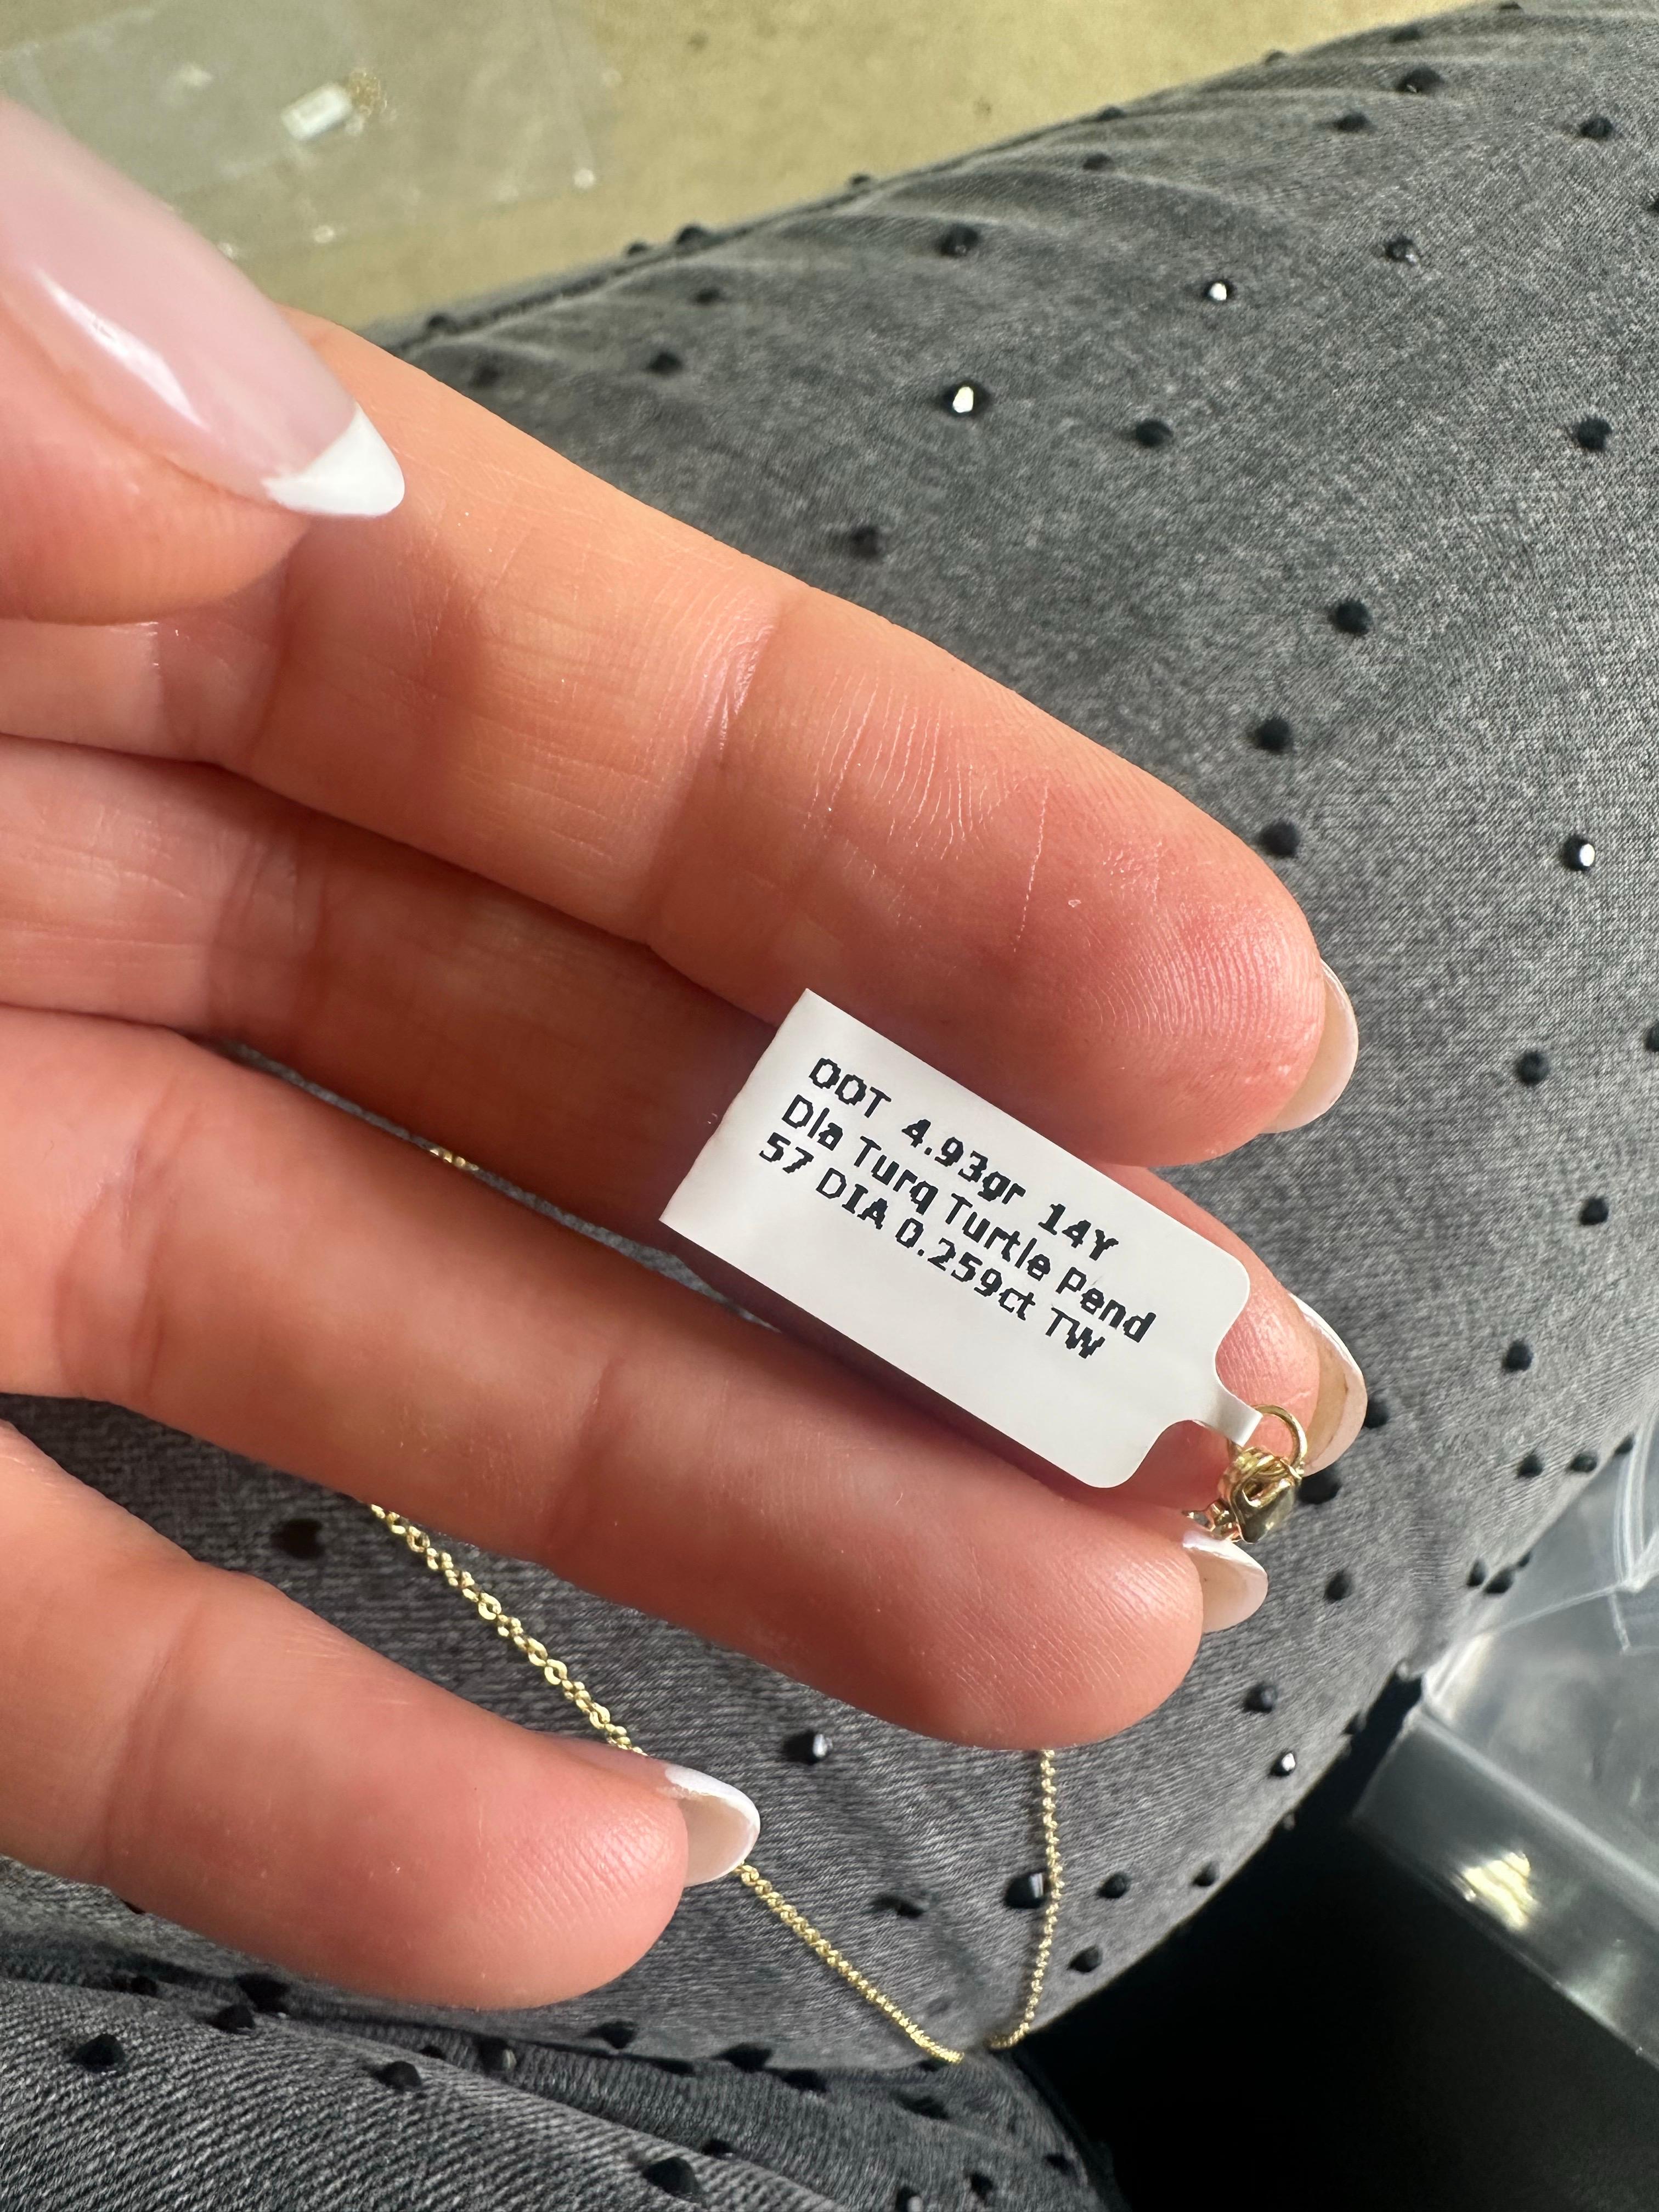 OOT 4.93gr 14Y
Dia Turq Turtle Pend
57 DIA 0.259ct TW